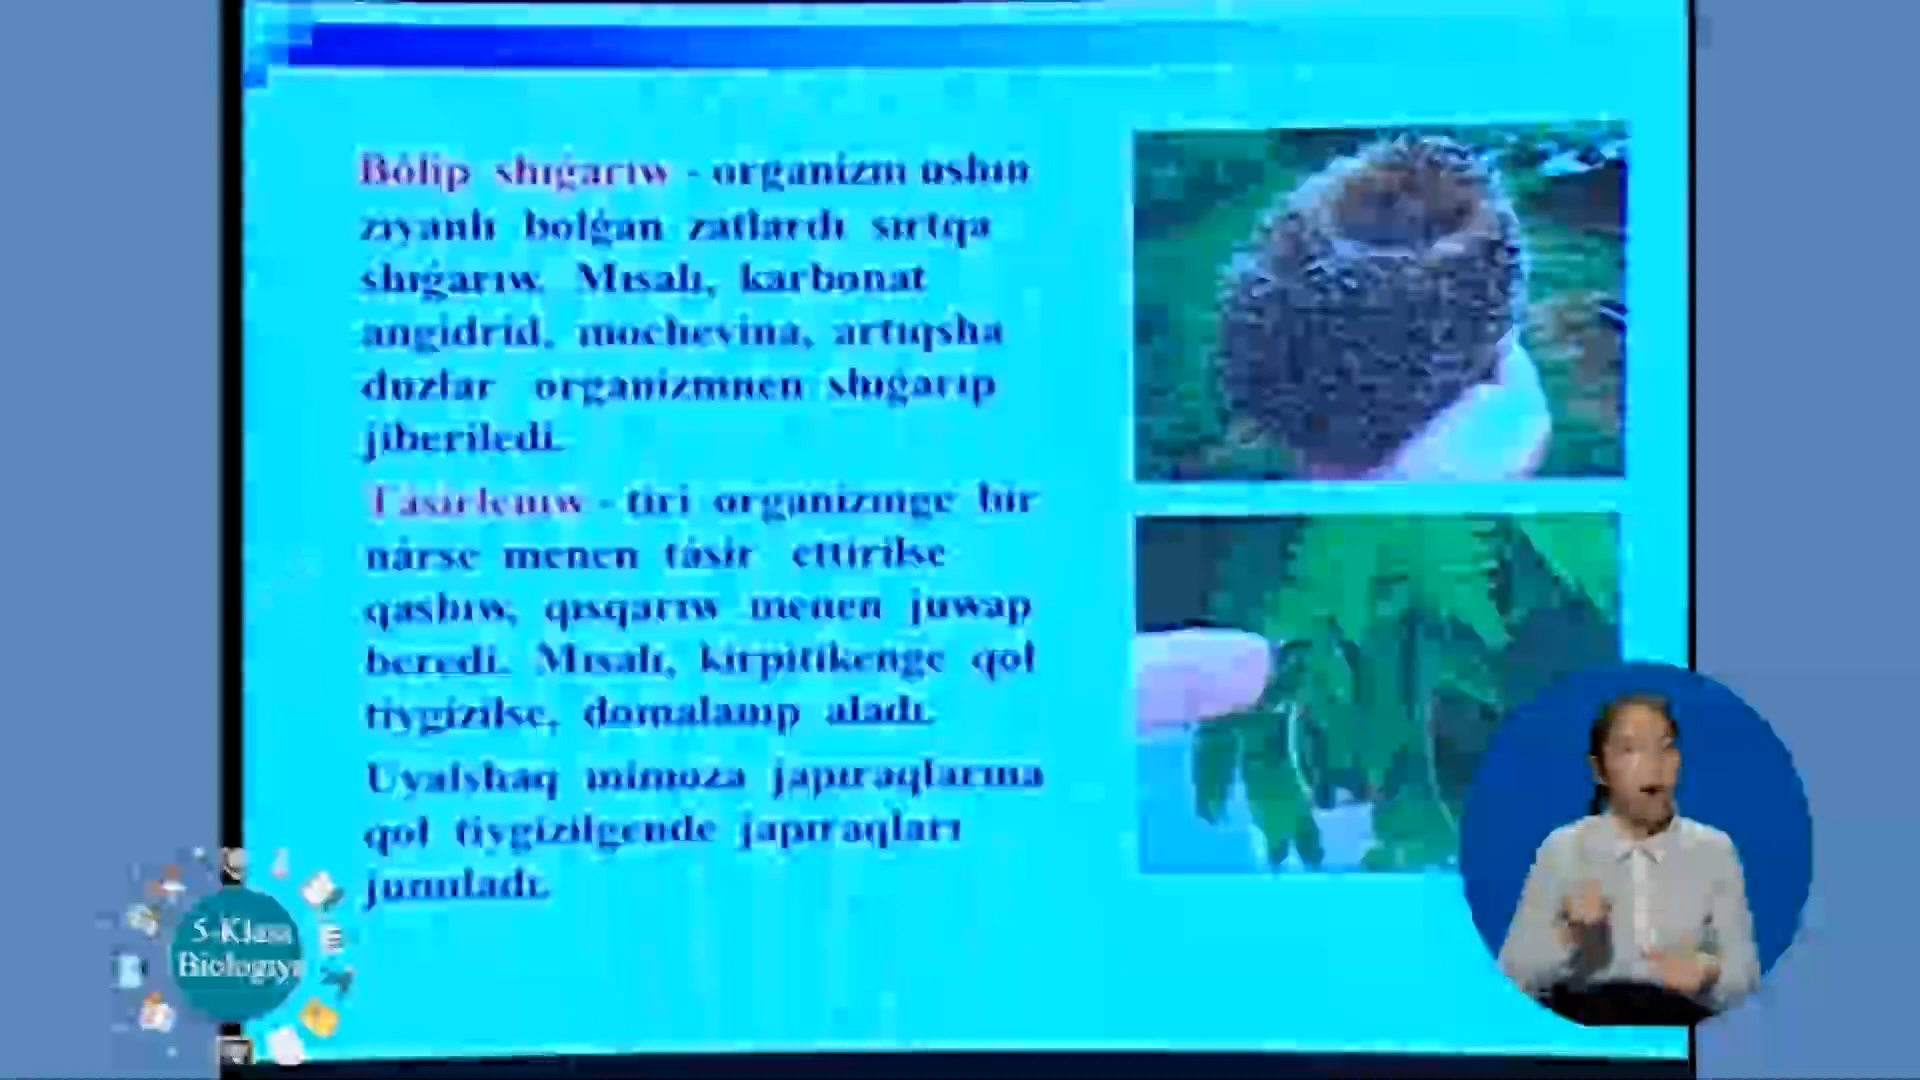 Bólip shıǵarıw - organizm ushın
zıyanlı bolǵan zatlardı sırtqa
shıǵarıw. Mısalı, karbonat
angidrid, mochevina, artıqsha
duzlar organizmnen shıǵarıp
jiberiledi.
Tásirleniw - tiri organizmge bir
nárse menen tásir ettirilse
qashıw, qısqarıw menen juwap
beredi. Mısalı, kirpitikenge qol
tiygizilse, domalanıp aladı.
Uyalshaq mimoza japıraqlarına
qol tiygizilgende japıraqları
jumıladı.
5-Klass
Biologiya